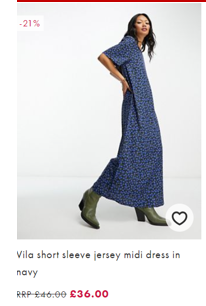 -21%
Vila short sleeve jersey midi dress in
navy
RRP £46.00 £36.00